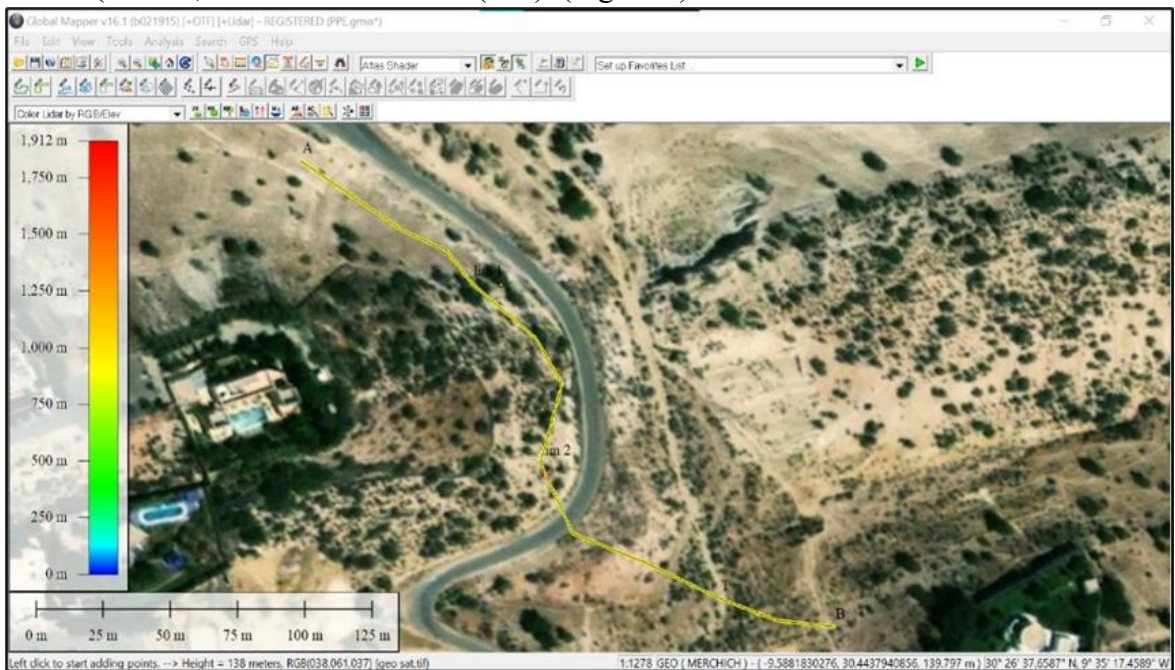 Global Mapper v16.1 (b021915) [+OTF] [+Lidar] - REGISTERED (PPE.gmw*)
File Edit View Tools Analysis Search GPS Help
Atlas Shader
Set up Favorites List...
Color Lidar by RGB/Elev
1,912 m
1,750 m
1,500 m
1,250 m
1,000 m
750 m
500 m
250 m
0 m
A
lim 1
lim 2
B
0 m 25 m 50 m 75 m 100 m 125 m
Left click to start adding points. --> Height = 138 meters, RGB(038,061,037) (geo sat.tif)
1:1278 GEO ( MERCHICH ) - ( -9.5881830276, 30.4437940856, 139.797 m ) 30° 26' 37.6587" N, 9° 35' 17.4589"